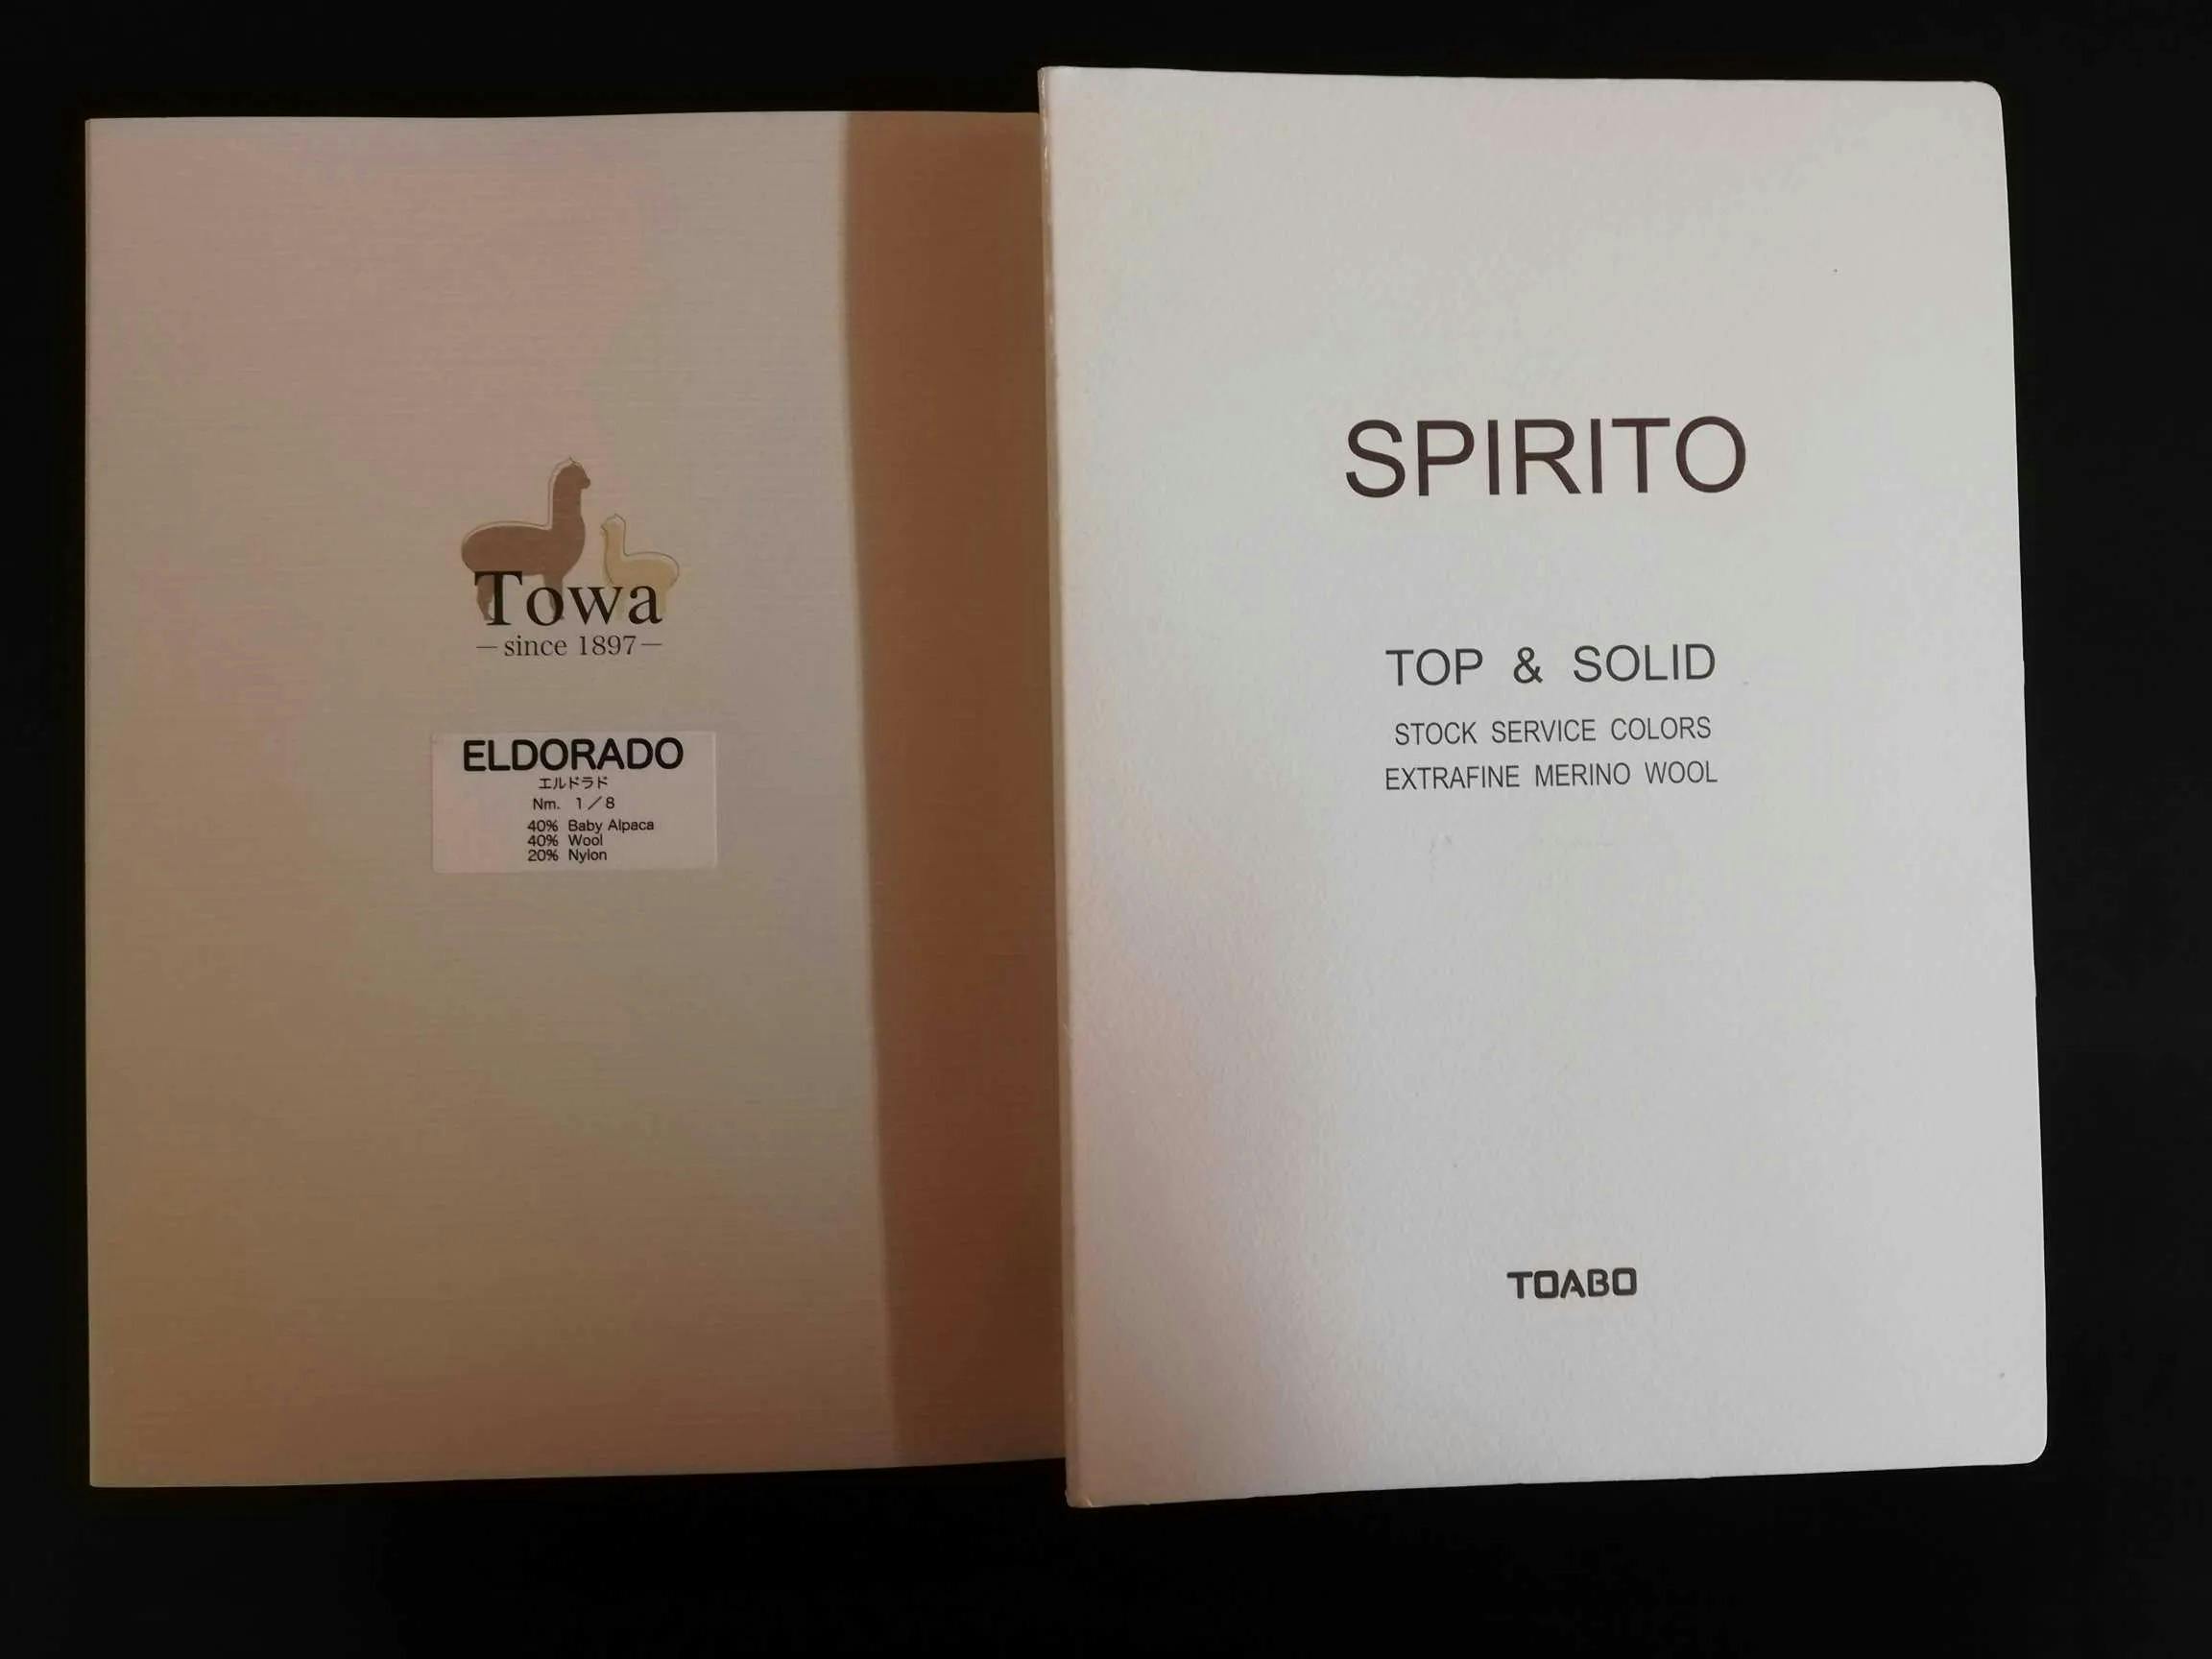 Towa
—since 1897—
ELDORADO
エルドラド
Nm. 1／8
40% Baby Alpaca
40% Wool
20% Nylon
SPIRITO
TOP & SOLID
STOCK SERVICE COLORS
EXTRAFINE MERINO WOOL
TOABO